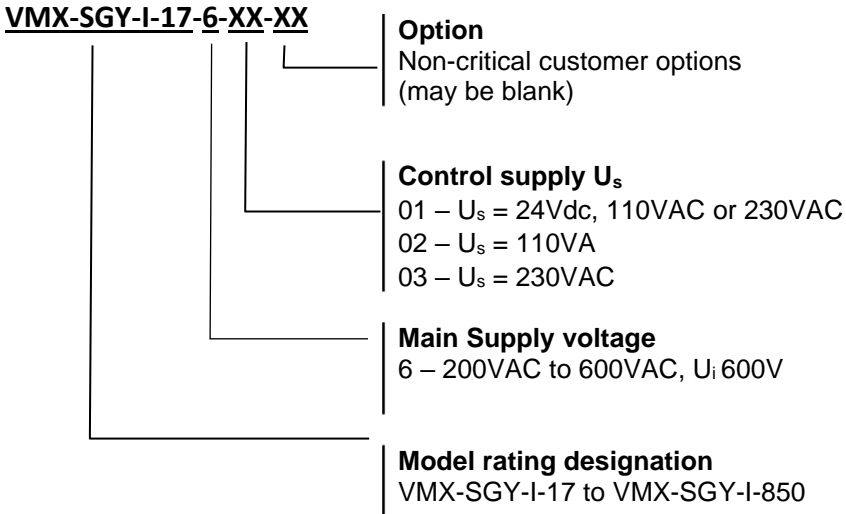 VMX-SGY-I-17-6-XX-XX
Option
Non-critical customer options
(may be blank)
Control supply Us
01 – Us = 24Vdc, 110VAC or 230VAC
02 – Us = 110VA
03 – Us = 230VAC
Main Supply voltage
6 – 200VAC to 600VAC, Ui 600V
Model rating designation
VMX-SGY-I-17 to VMX-SGY-I-850